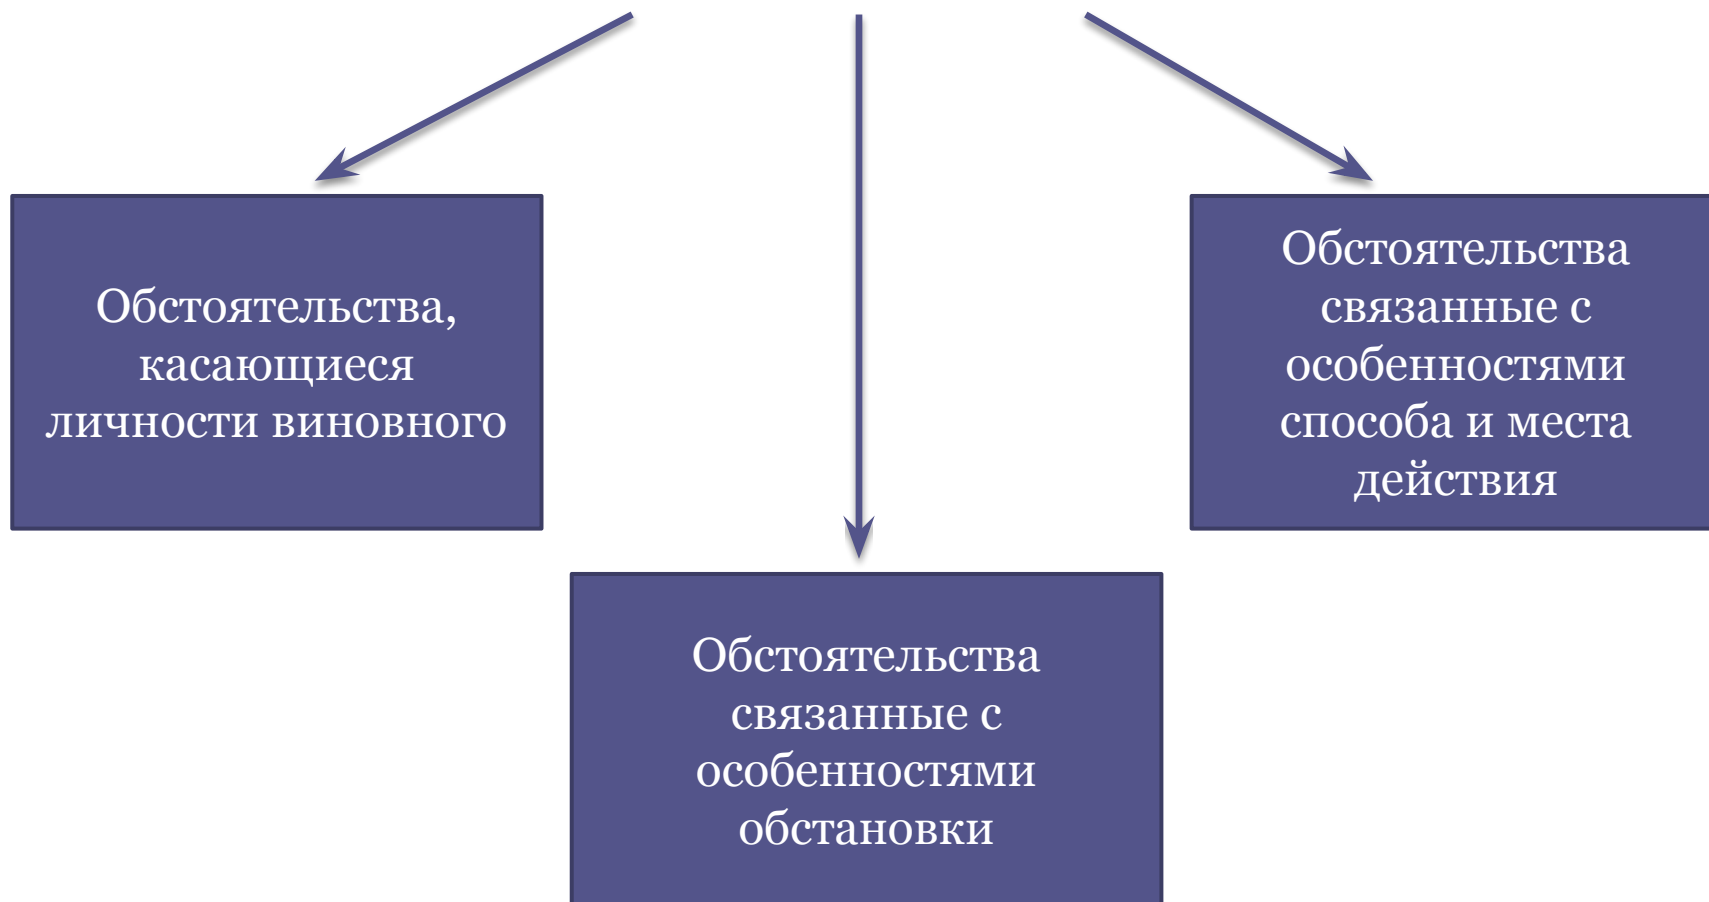 Обстоятельства,
касающиеся
личности виновного
Обстоятельства
связанные с
особенностями
обстановки
Обстоятельства
связанные с
особенностями
способа и места
действия